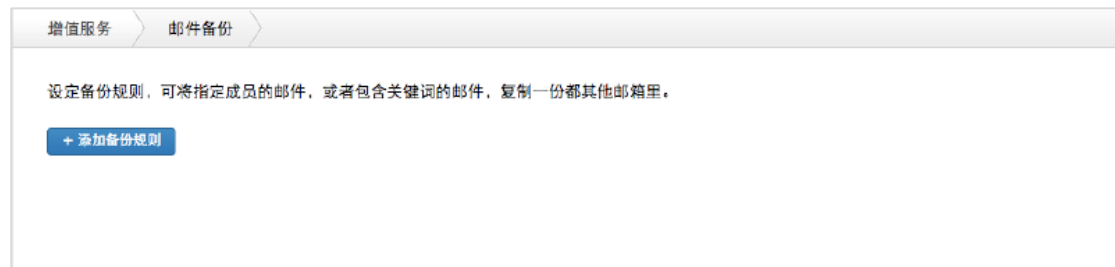 增值服务 邮件备份
设定备份规则，可将指定成员的邮件，或者包含关键词的邮件，复制一份都其他邮箱里。
+ 添加备份规则